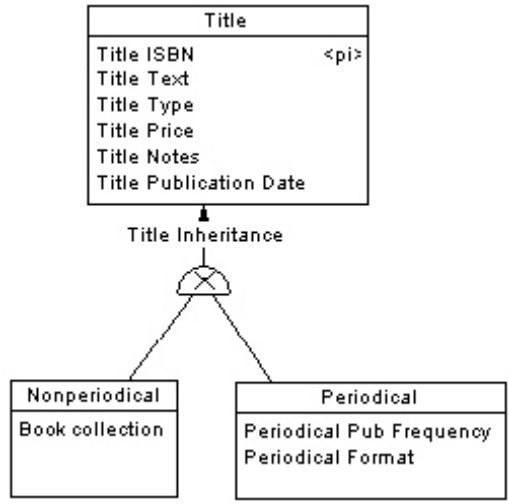 Title
Title ISBN <pi>
Title Text
Title Type
Title Price
Title Notes
Title Publication Date
Title Inheritance
Nonperiodical
Book collection
Periodical
Periodical Pub Frequency
Periodical Format